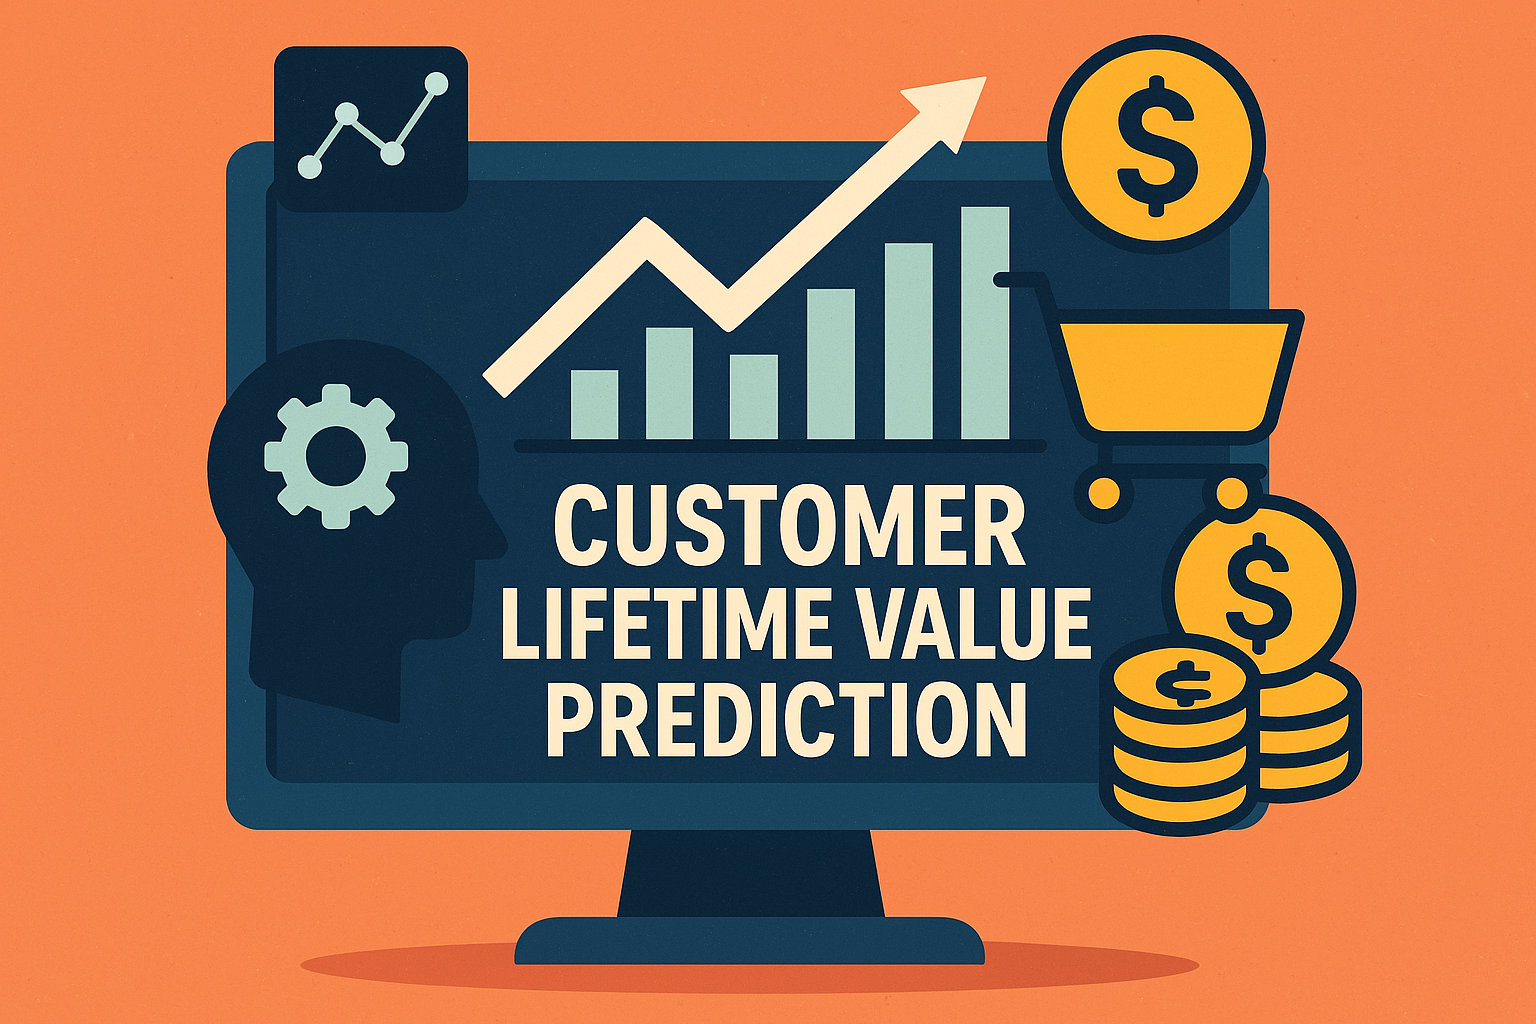 $
CUSTOMER
LIFETIME VALUE
PREDICTION
$
$